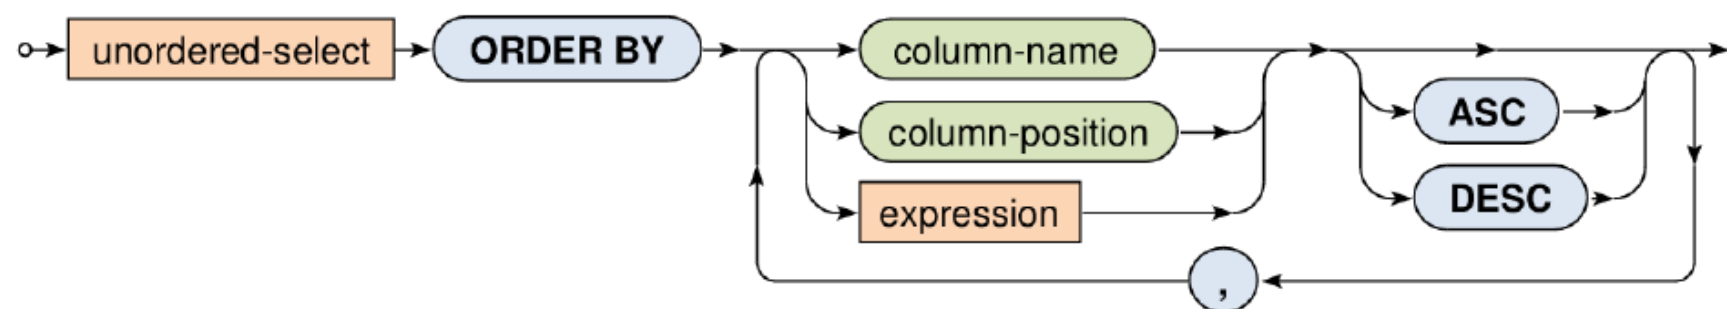 unordered-select ORDER BY column-name
ASC
column-position
DESC
expression
,